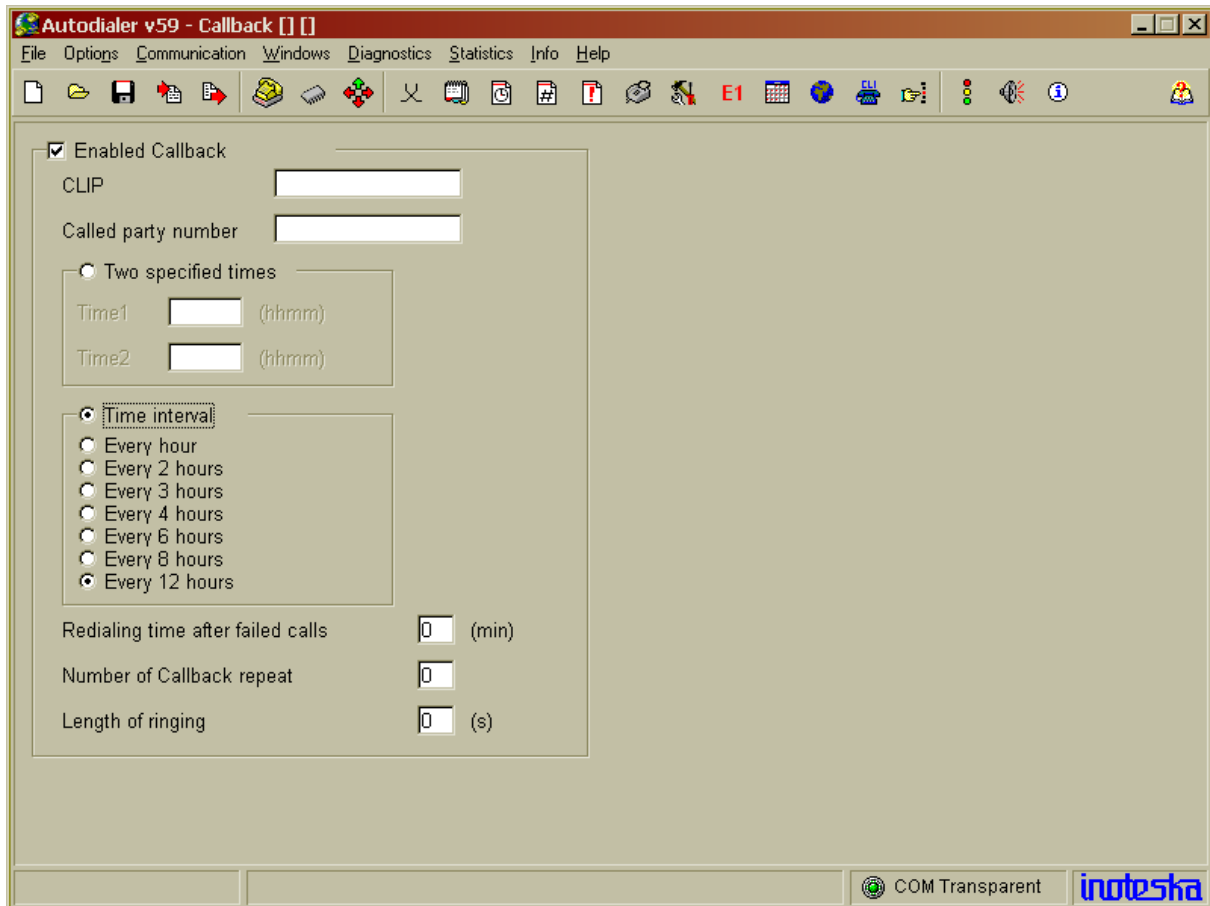 Autodialer v59 - Callback [] []
File Options Communication Windows Diagnostics Statistics Info Help
E1 CLI
Enabled Callback
CLIP
Called party number
Two specified times
Time1 (hhmm)
Time2 (hhmm)
Time interval
Every hour
Every 2 hours
Every 3 hours
Every 4 hours
Every 6 hours
Every 8 hours
Every 12 hours
Redialing time after failed calls 0 (min)
Number of Callback repeat 0
Length of ringing 0 (s)
COM Transparent inoteska